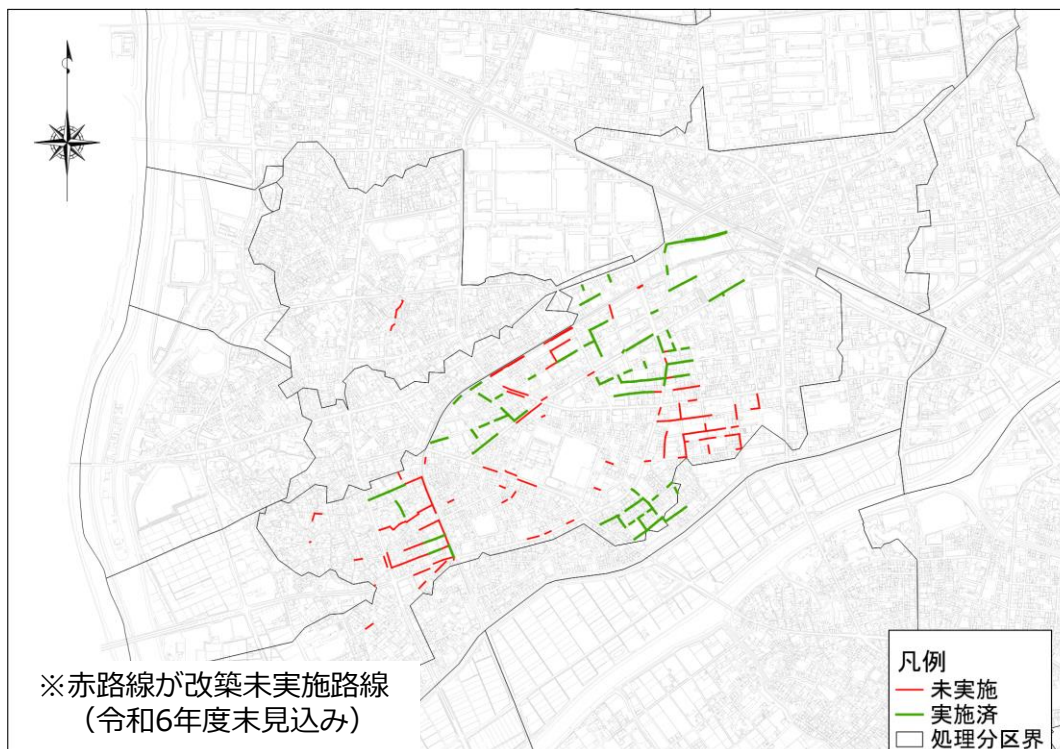 ※赤路線が改築未実施路線
（令和6年度末見込み）
凡例
未実施
実施済
処理分区界